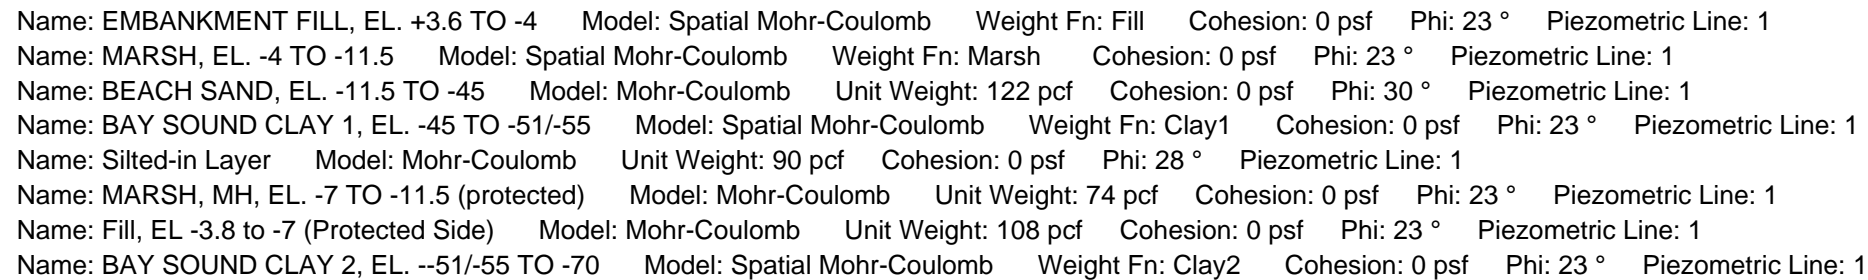 Name: EMBANKMENT FILL, EL. +3.6 TO -4 Model: Spatial Mohr-Coulomb Weight Fn: Fill Cohesion: 0 psf Phi: 23 ° Piezometric Line: 1
Name: MARSH, EL. -4 TO -11.5 Model: Spatial Mohr-Coulomb Weight Fn: Marsh Cohesion: 0 psf Phi: 23 ° Piezometric Line: 1
Name: BEACH SAND, EL. -11.5 TO -45 Model: Mohr-Coulomb Unit Weight: 122 pcf Cohesion: 0 psf Phi: 30 ° Piezometric Line: 1
Name: BAY SOUND CLAY 1, EL. -45 TO -51/-55 Model: Spatial Mohr-Coulomb Weight Fn: Clay1 Cohesion: 0 psf Phi: 23 ° Piezometric Line: 1
Name: Silted-in Layer Model: Mohr-Coulomb Unit Weight: 90 pcf Cohesion: 0 psf Phi: 28 ° Piezometric Line: 1
Name: MARSH, MH, EL. -7 TO -11.5 (protected) Model: Mohr-Coulomb Unit Weight: 74 pcf Cohesion: 0 psf Phi: 23 ° Piezometric Line: 1
Name: Fill, EL -3.8 to -7 (Protected Side) Model: Mohr-Coulomb Unit Weight: 108 pcf Cohesion: 0 psf Phi: 23 ° Piezometric Line: 1
Name: BAY SOUND CLAY 2, EL. --51/-55 TO -70 Model: Spatial Mohr-Coulomb Weight Fn: Clay2 Cohesion: 0 psf Phi: 23 ° Piezometric Line: 1